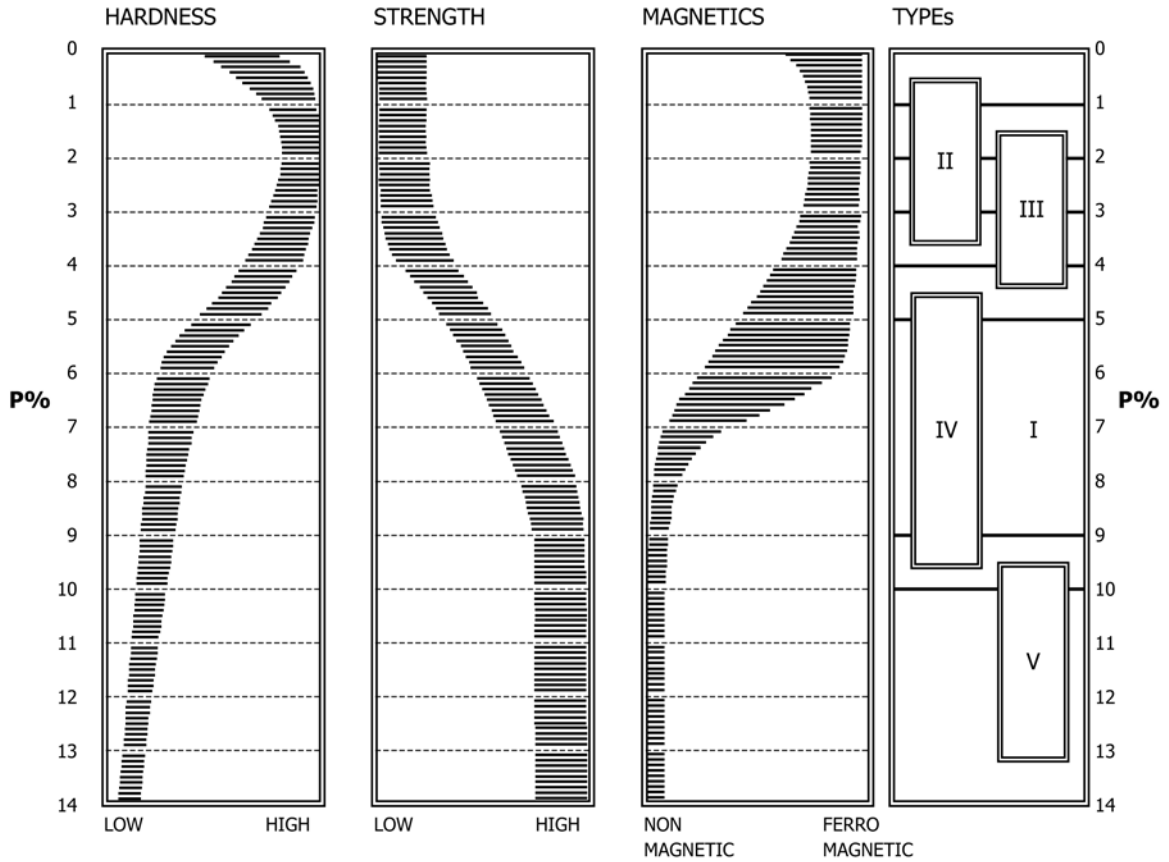 HARDNESS
STRENGTH
MAGNETICS
TYPEs
0
1
2
3
4
5
6
7
8
9
10
11
12
13
14
P%
0
1
2
3
4
5
6
7
8
9
10
11
12
13
14
P%
II
III
IV
I
V
LOW HIGH
LOW HIGH
NON FERRO
MAGNETIC MAGNETIC